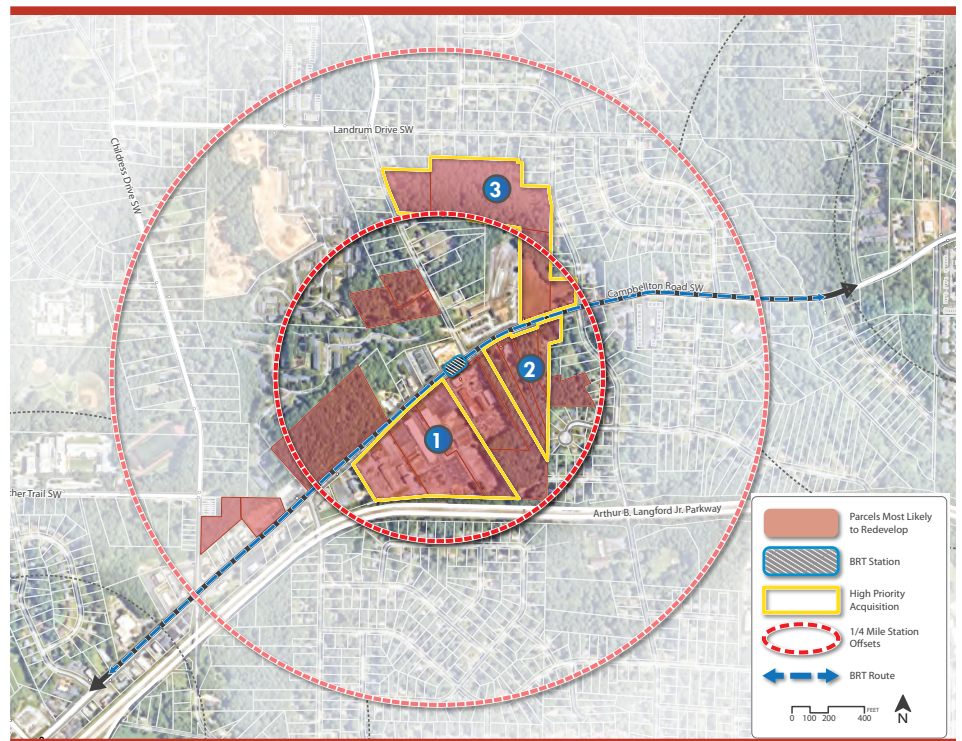 Landrum Drive SW
Childress Drive SW
3
Campbellton Road SW
2
1
her Trail SW
Arthur B. Langford Jr. Parkway
Parcels Most Likely
to Redevelop
BRT Station
High Priority
Acquisition
1/4 Mile Station
Offsets
BRT Route
FEET
0 100 200 400
N